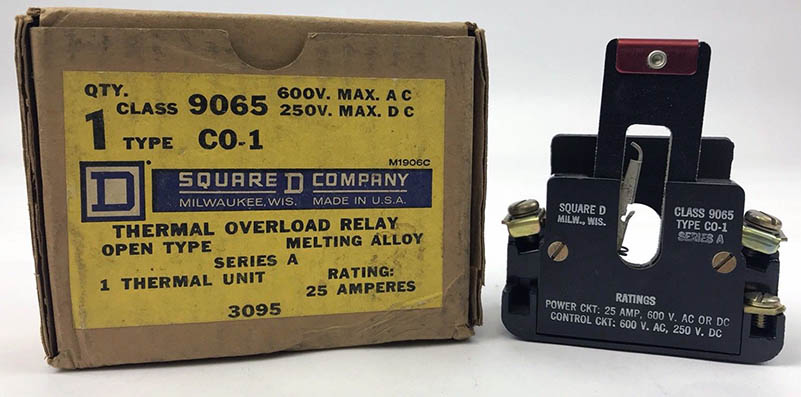 QTY.
1
CLASS 9065
TYPE CO-1
600V. MAX. A C
250V. MAX. D C
M1906C
D
SQUARE D COMPANY
MILWAUKEE, WIS. MADE IN U.S.A.
THERMAL OVERLOAD RELAY
OPEN TYPE MELTING ALLOY
SERIES A
1 THERMAL UNIT
RATING:
25 AMPERES
3095
SQUARE D
MILW., WIS.
CLASS 9065
TYPE CO-1
SERIES A
RATINGS
POWER CKT: 25 AMP, 600 V. AC OR DC
CONTROL CKT: 600 V. AC, 250 V. DC